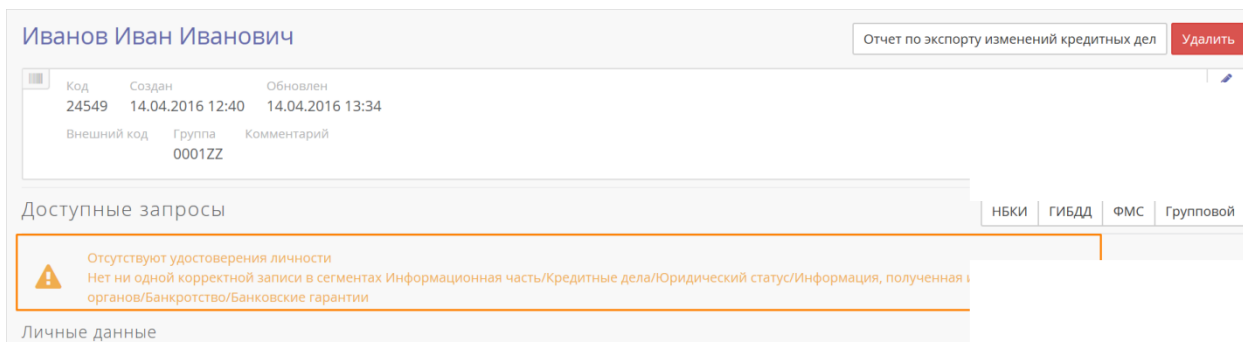 Иванов Иван Иванович
Отчет по экспорту изменений кредитных дел Удалить
Код Создан Обновлен
24549 14.04.2016 12:40 14.04.2016 13:34
Внешний код Группа Комментарий
0001ZZ
Доступные запросы
НБКИ ГИБДД ФМС Групповой
Отсутствуют удостоверения личности
Нет ни одной корректной записи в сегментах Информационная часть/Кредитные дела/Юридический статус/Информация, полученная
органов/Банкротство/Банковские гарантии
Личные данные